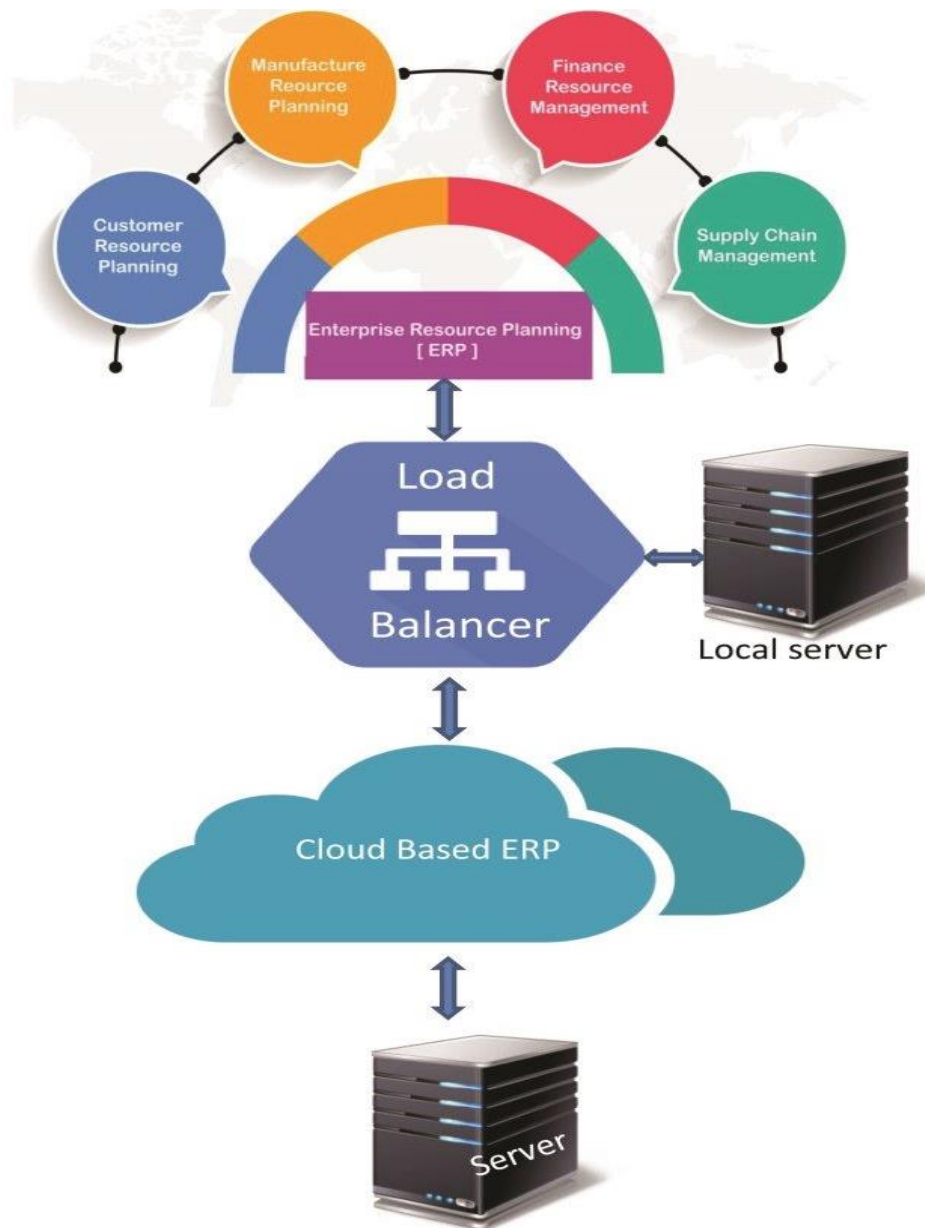 Manufacture
Reource
Planning
Finance
Resource
Management
Customer
Resource
Planning
Supply Chain
Management
Enterprise Resource Planning
[ ERP ]
Load
Balancer
Local server
Cloud Based ERP
Server